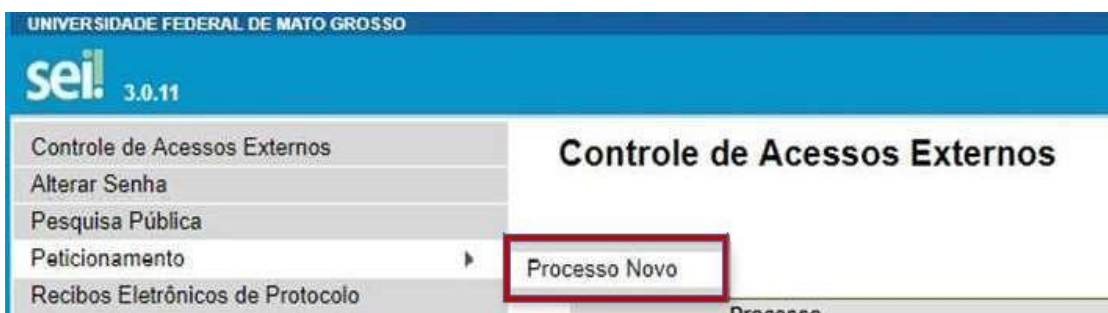 UNIVERSIDADE FEDERAL DE MATO GROSSO
sei! 3.0.11
Controle de Acessos Externos
Alterar Senha
Pesquisa Pública
Peticionamento
Recibos Eletrônicos de Protocolo
Controle de Acessos Externos
Processo Novo
Processo